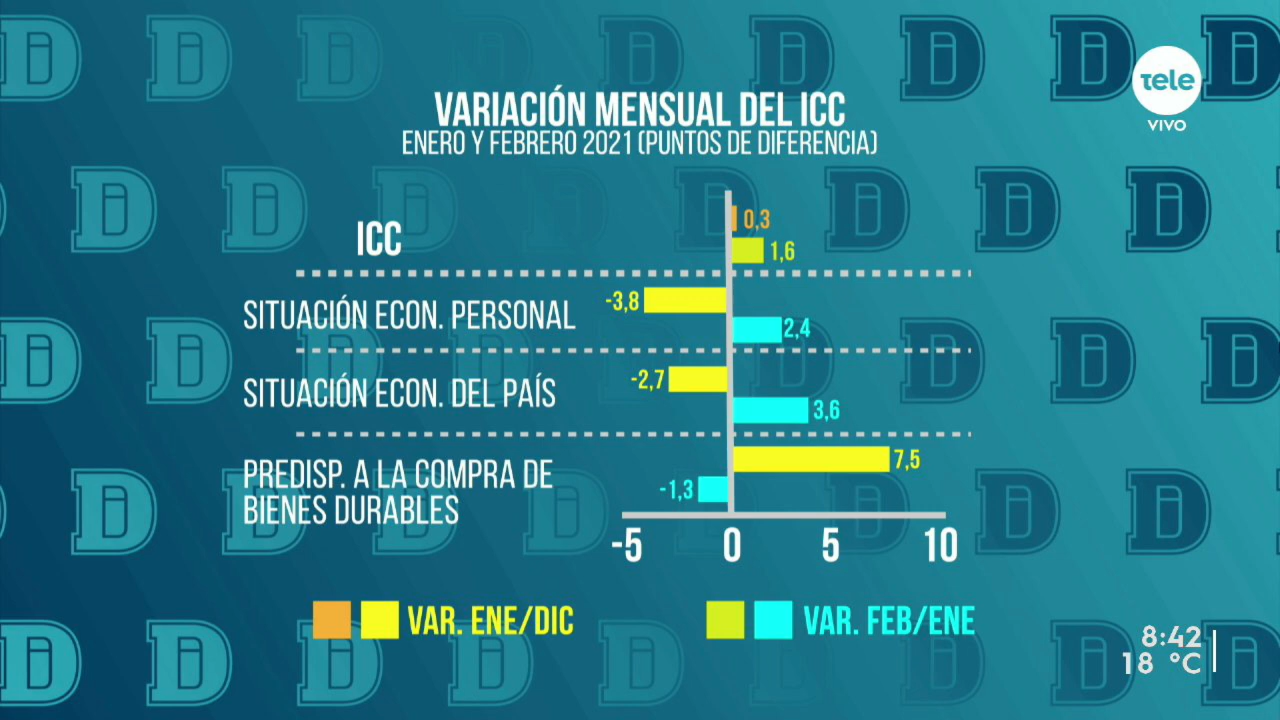 VARIACIÓN MENSUAL DEL ICC
ENERO Y FEBRERO 2021 (PUNTOS DE DIFERENCIA)
tele
VIVO
ICC
0,3
1,6
SITUACIÓN ECON. PERSONAL
-3,8
2,4
SITUACIÓN ECON. DEL PAÍS
-2,7
3,6
PREDISP. A LA COMPRA DE
BIENES DURABLES
7,5
-1,3
-5 0 5 10
VAR. ENE/DIC
VAR. FEB/ENE
8:42
18 °C